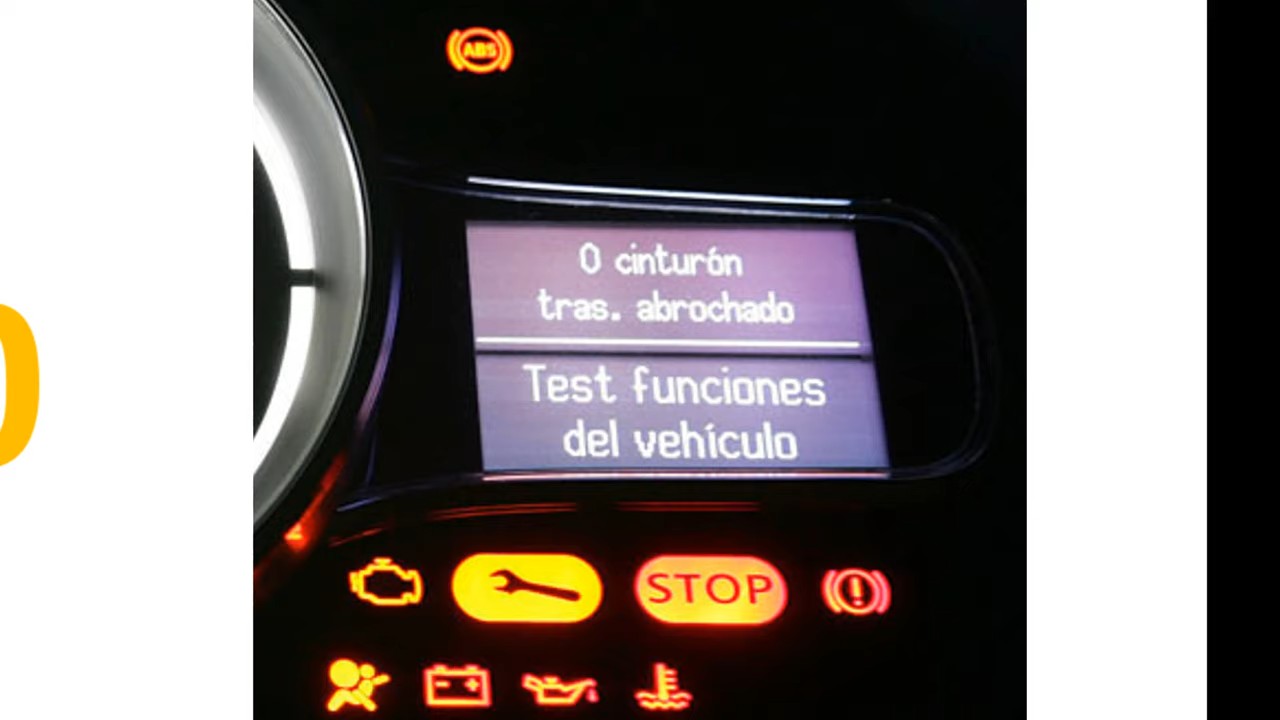 ABS
0 cinturón
tras. abrochado
Test funciones
del vehículo
STOP